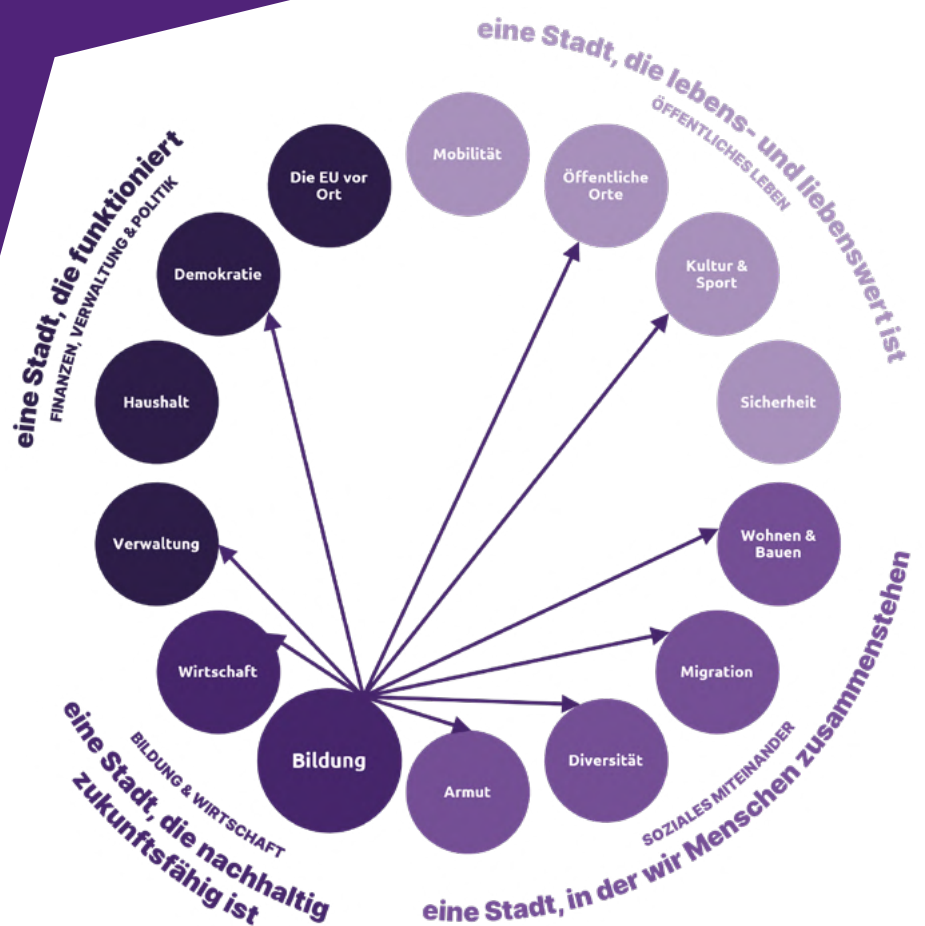 eine Stadt, die lebens- und liebenswert ist
ÖFFENTLICHES LEBEN
Mobilität
Öffentliche
Orte
Kultur &
Sport
Sicherheit
eine Stadt, in der wir Menschen zusammenstehen
SOZIALES MITEINANDER
Wohnen &
Bauen
Migration
Diversität
Armut
eine Stadt, die nachhaltig
zukunftsfähig ist
BILDUNG & WIRTSCHAFT
Bildung
Wirtschaft
eine Stadt, die funktioniert
FINANZEN, VERWALTUNG & POLITIK
Verwaltung
Haushalt
Demokratie
Die EU vor
Ort